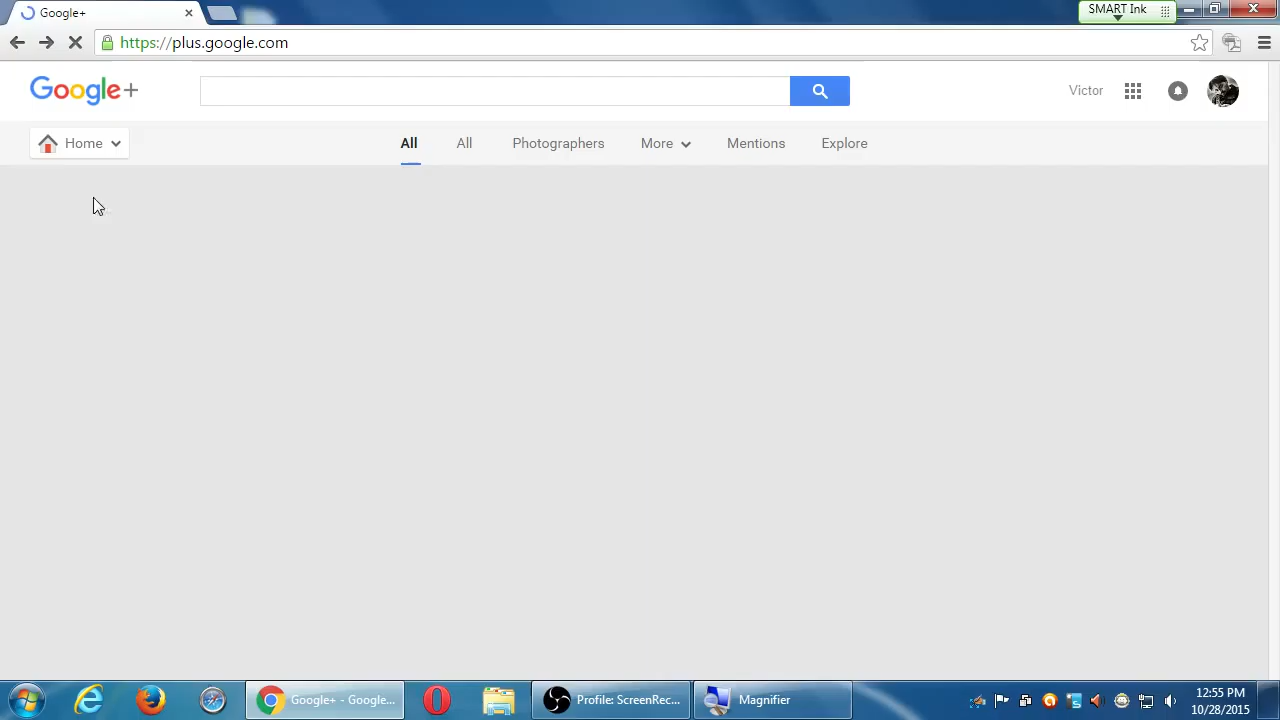 Google+
SMART Ink
https://plus.google.com
Google+
Victor
Home
All
All
Photographers
More
Mentions
Explore
Google+ - Google...
Profile: ScreenRec...
Magnifier
12:55 PM
10/28/2015